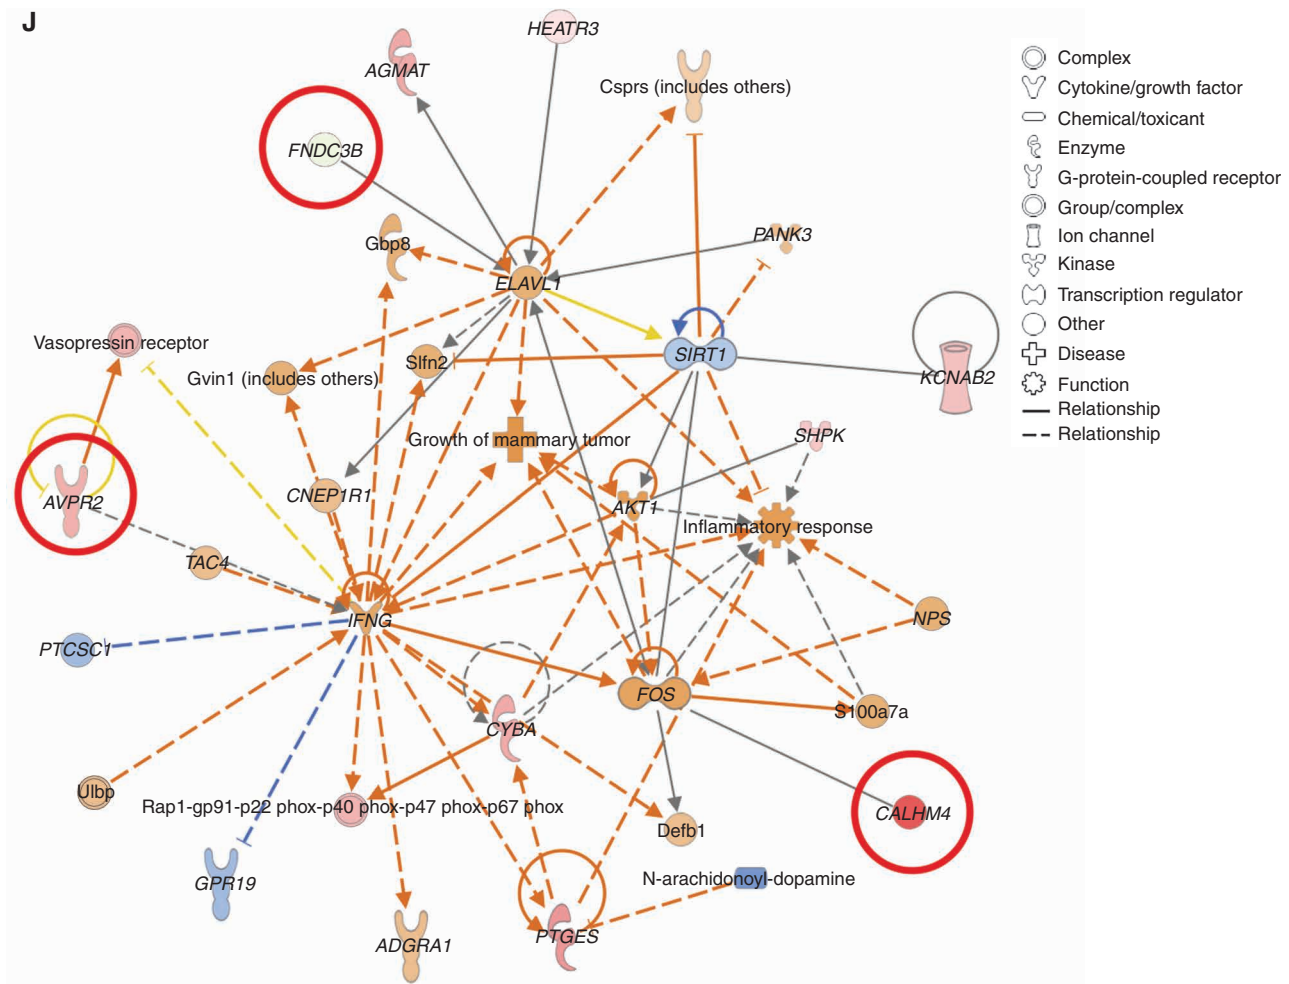 J
HEATR3
AGMAT
Csprs (includes others)
FNDC3B
Gbp8
PANK3
ELAVL1
Vasopressin receptor
Gvin1 (includes others)
Slfn2
SIRT1
KCNAB2
Growth of mammary tumor
SHPK
AVPR2
CNEP1R1
AKT1
Inflammatory response
TAC4
IFNG
NPS
PTCSC1
FOS
S100a7a
CYBA
Ulbp
Rap1-gp91-p22 phox-p40 phox-p47 phox-p67 phox
CALHM4
Defb1
GPR19
N-arachidonoyl-dopamine
ADGRA1
PTGES
Complex
Cytokine/growth factor
Chemical/toxicant
Enzyme
G-protein-coupled receptor
Group/complex
Ion channel
Kinase
Transcription regulator
Other
Disease
Function
Relationship
Relationship